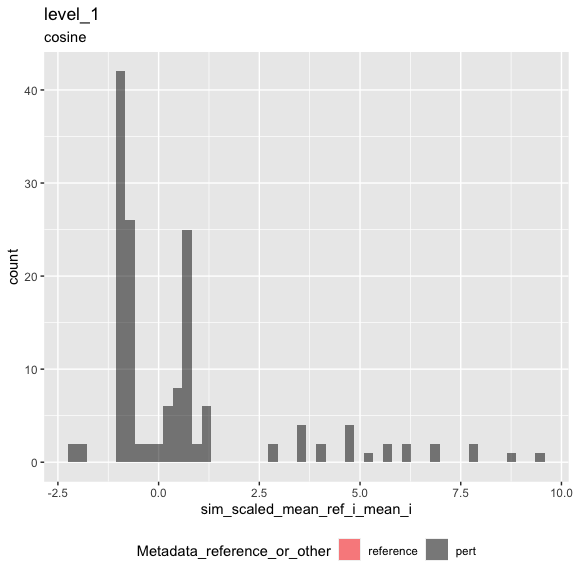 level_1
cosine
40
30
20
10
0
count
-2.5
0.0
2.5
5.0
7.5
10.0
sim_scaled_mean_ref_i_mean_i
Metadata_reference_or_other
reference
pert